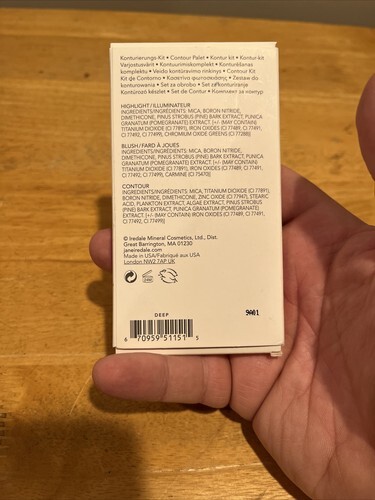 Konturierungs-Kit • Contour Palet • Kontur kit • Kontur-kit
Varjostusvärit • Kontuurimiskomplekt • Kontūrēšanas
komplektu • Veido kontūravimo rinkinys • Contour Kit
Kit de Contorno • Κασετίνα φωτοσκίασης • Zestaw do
konturowania • Set za obrobo • Set za konturiranje
Kontúrozó készlet • Set de Contur • Комплект за контур
HIGHLIGHT/ILLUMINATEUR
INGREDIENTS/INGRÉDIENTS: MICA, BORON NITRIDE,
DIMETHICONE, PINUS STROBUS (PINE) BARK EXTRACT, PUNICA
GRANATUM (POMEGRANATE) EXTRACT. [+/- (MAY CONTAIN)
TITANIUM DIOXIDE (CI 77891), IRON OXIDES (CI 77489, CI 77491,
CI 77492, CI 77499), CHROMIUM OXIDE GREENS (CI 77288)]
BLUSH/FARD À JOUES
INGREDIENTS/INGRÉDIENTS: MICA, BORON NITRIDE,
DIMETHICONE, PINUS STROBUS (PINE) BARK EXTRACT, PUNICA
GRANATUM (POMEGRANATE) EXTRACT. [+/- (MAY CONTAIN)
TITANIUM DIOXIDE (CI 77891), IRON OXIDES (CI 77489, CI 77491,
CI 77492, CI 77499), CARMINE (CI 75470)]
CONTOUR
INGREDIENTS/INGRÉDIENTS: MICA, TITANIUM DIOXIDE (CI 77891),
BORON NITRIDE, DIMETHICONE, ZINC OXIDE (CI 77947), STEARIC
ACID, PLANKTON EXTRACT, ALGAE EXTRACT, PINUS STROBUS
(PINE) BARK EXTRACT, PUNICA GRANATUM (POMEGRANATE)
EXTRACT. [+/- (MAY CONTAIN) IRON OXIDES (CI 77489, CI 77491,
CI 77492, CI 77499)]
© Iredale Mineral Cosmetics, Ltd., Dist.
Great Barrington, MA 01230
janeiredale.com
Made in USA/Fabriqué aux USA
London NW2 7AP UK
DEEP
9001
6 70959 51151 5